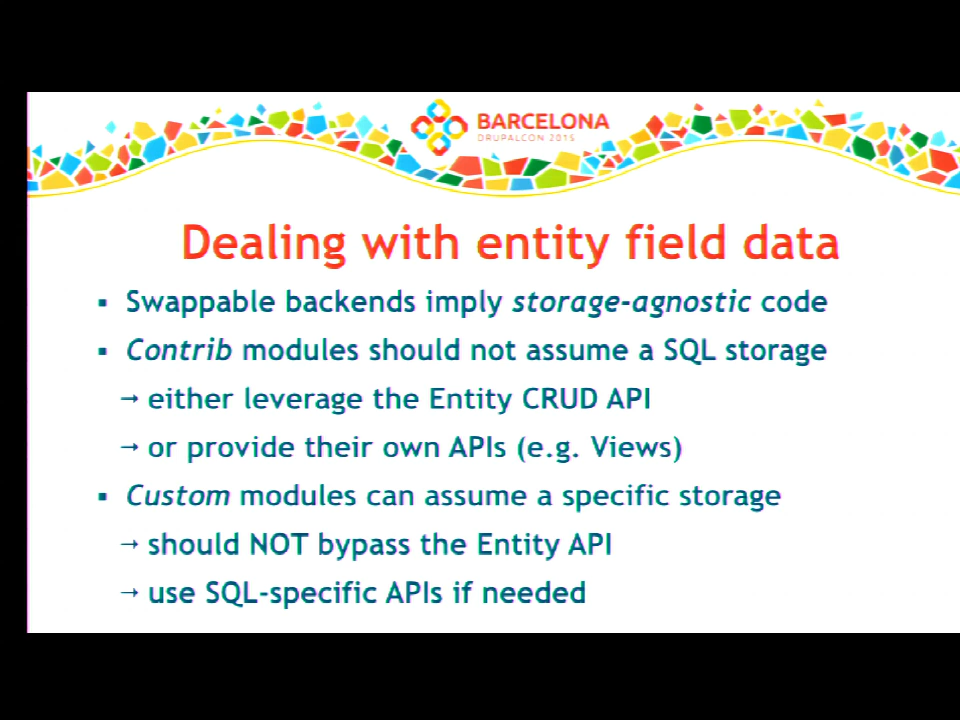 BARCELONA
DRUPALCON 2015
Dealing with entity field data
▪ Swappable backends imply storage-agnostic code
▪ Contrib modules should not assume a SQL storage
→ either leverage the Entity CRUD API
→ or provide their own APIs (e.g. Views)
▪ Custom modules can assume a specific storage
→ should NOT bypass the Entity API
→ use SQL-specific APIs if needed